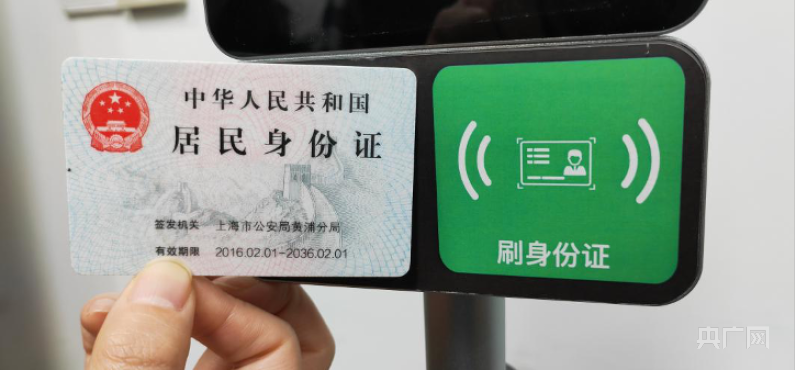 中华人民共和国
居民身份证
签发机关 上海市公安局黄浦分局
有效期限 2016.02.01-2036.02.01
刷身份证
央广网